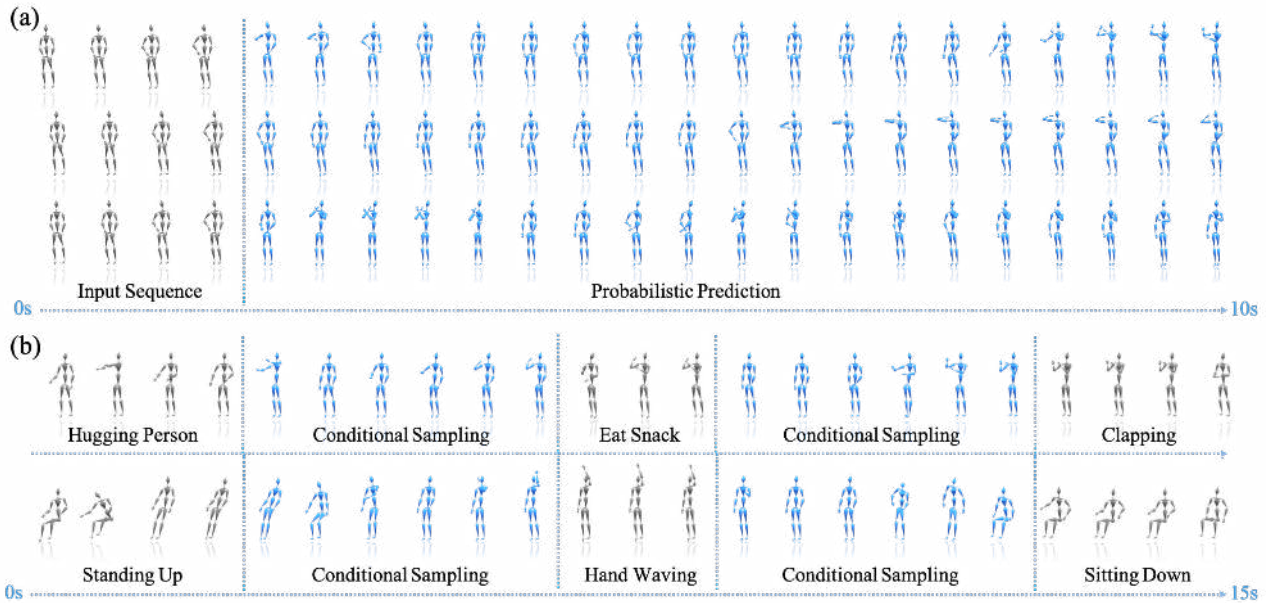 (a)
Input Sequence
Probabilistic Prediction
0s
10s
(b)
Hugging Person
Conditional Sampling
Eat Snack
Conditional Sampling
Clapping
Standing Up
Conditional Sampling
Hand Waving
Conditional Sampling
Sitting Down
0s
15s